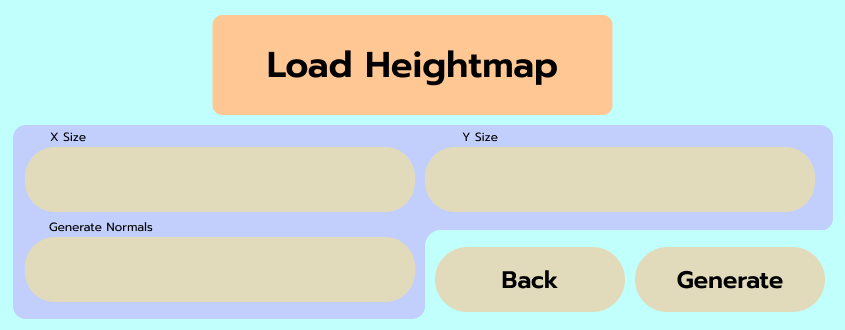 Load Heightmap
X Size
Y Size
Generate Normals
Back
Generate